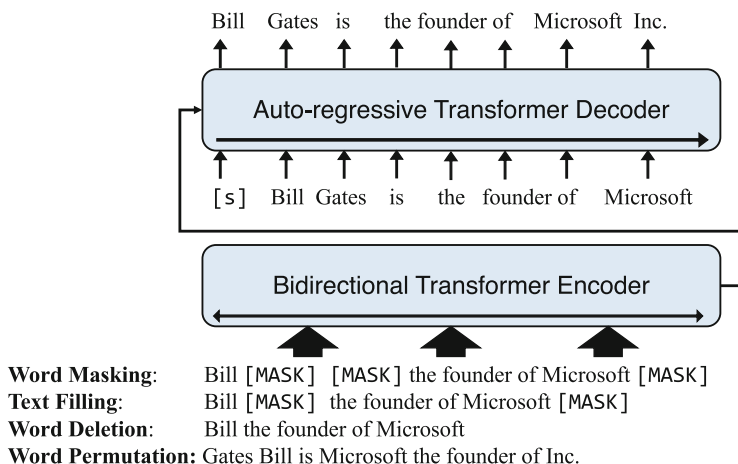 Bill Gates is the founder of Microsoft Inc.
Auto-regressive Transformer Decoder
[s] Bill Gates is the founder of Microsoft
Bidirectional Transformer Encoder
Word Masking: Bill [MASK] [MASK] the founder of Microsoft [MASK]
Text Filling: Bill [MASK] the founder of Microsoft [MASK]
Word Deletion: Bill the founder of Microsoft
Word Permutation: Gates Bill is Microsoft the founder of Inc.